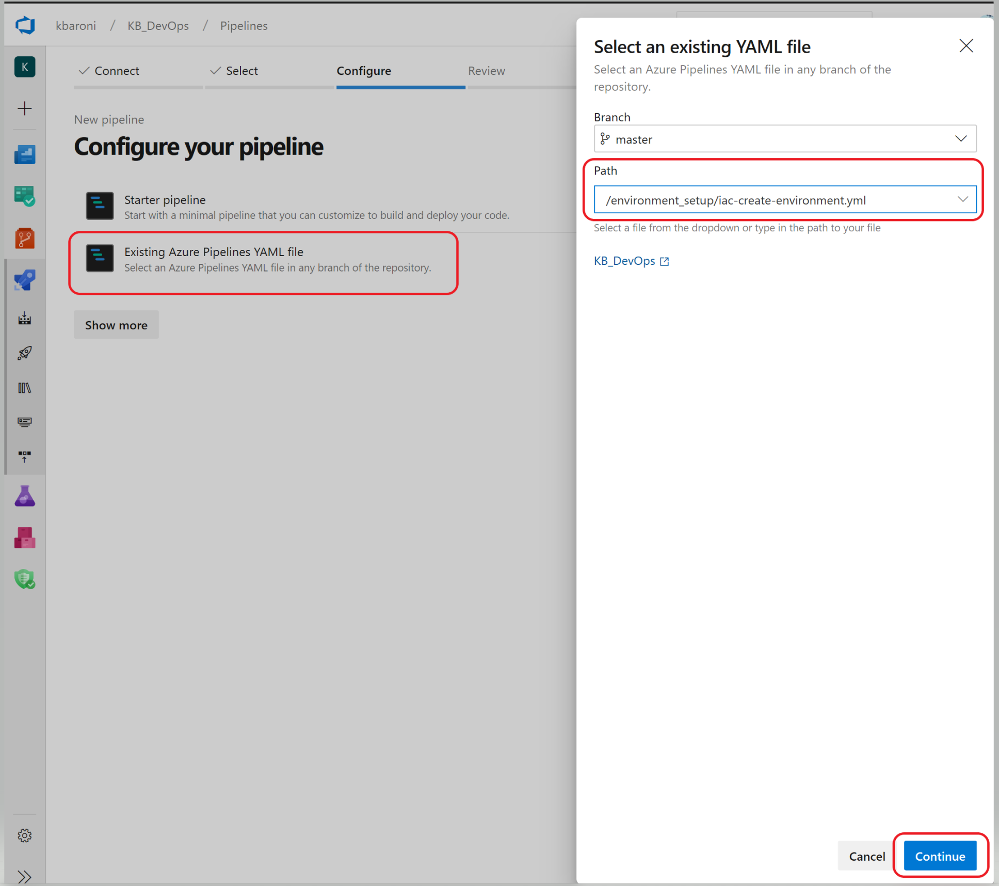 kbaroni / KB_DevOps / Pipelines
K
Connect
Select
Configure
Review
New pipeline
Configure your pipeline
Starter pipeline
Start with a minimal pipeline that you can customize to build and deploy your code.
Existing Azure Pipelines YAML file
Select an Azure Pipelines YAML file in any branch of the repository.
Show more
Select an existing YAML file
Select an Azure Pipelines YAML file in any branch of the
repository.
Branch
master
Path
/environment_setup/iac-create-environment.yml
Select a file from the dropdown or type in the path to your file
KB_DevOps
Cancel
Continue